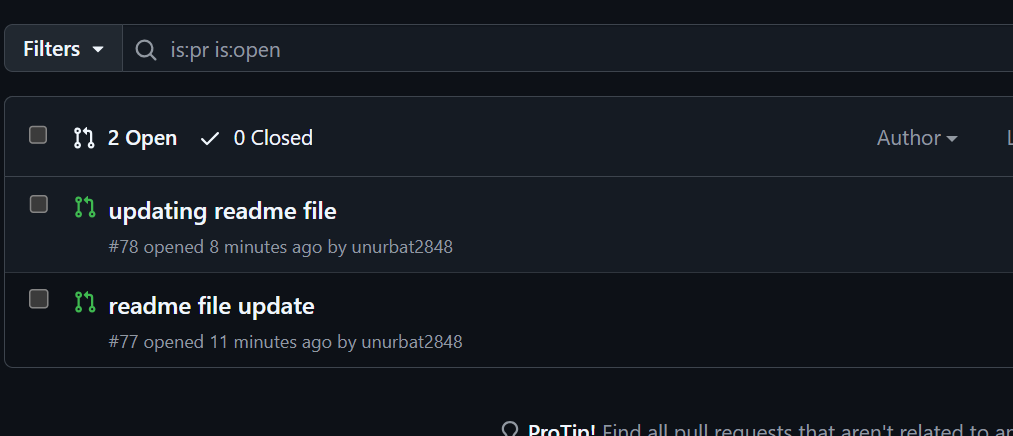 Filters is:pr is:open
2 Open 0 Closed Author
updating readme file
#78 opened 8 minutes ago by unurbat2848
readme file update
#77 opened 11 minutes ago by unurbat2848
ProTip! Find all pull requests that aren't related to